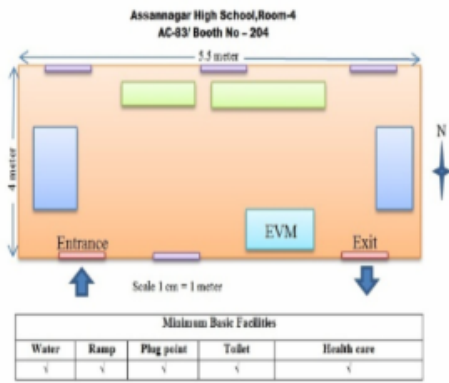 Assannagar High School,Room-4
AC-83/ Booth No – 204
5.5 meter
4 meter
N
EVM
Entrance
Exit
Scale 1 cm = 1 meter
Minimum Basic Facilities
Water Ramp Plug point Toilet Health care
√ √ √ √ √